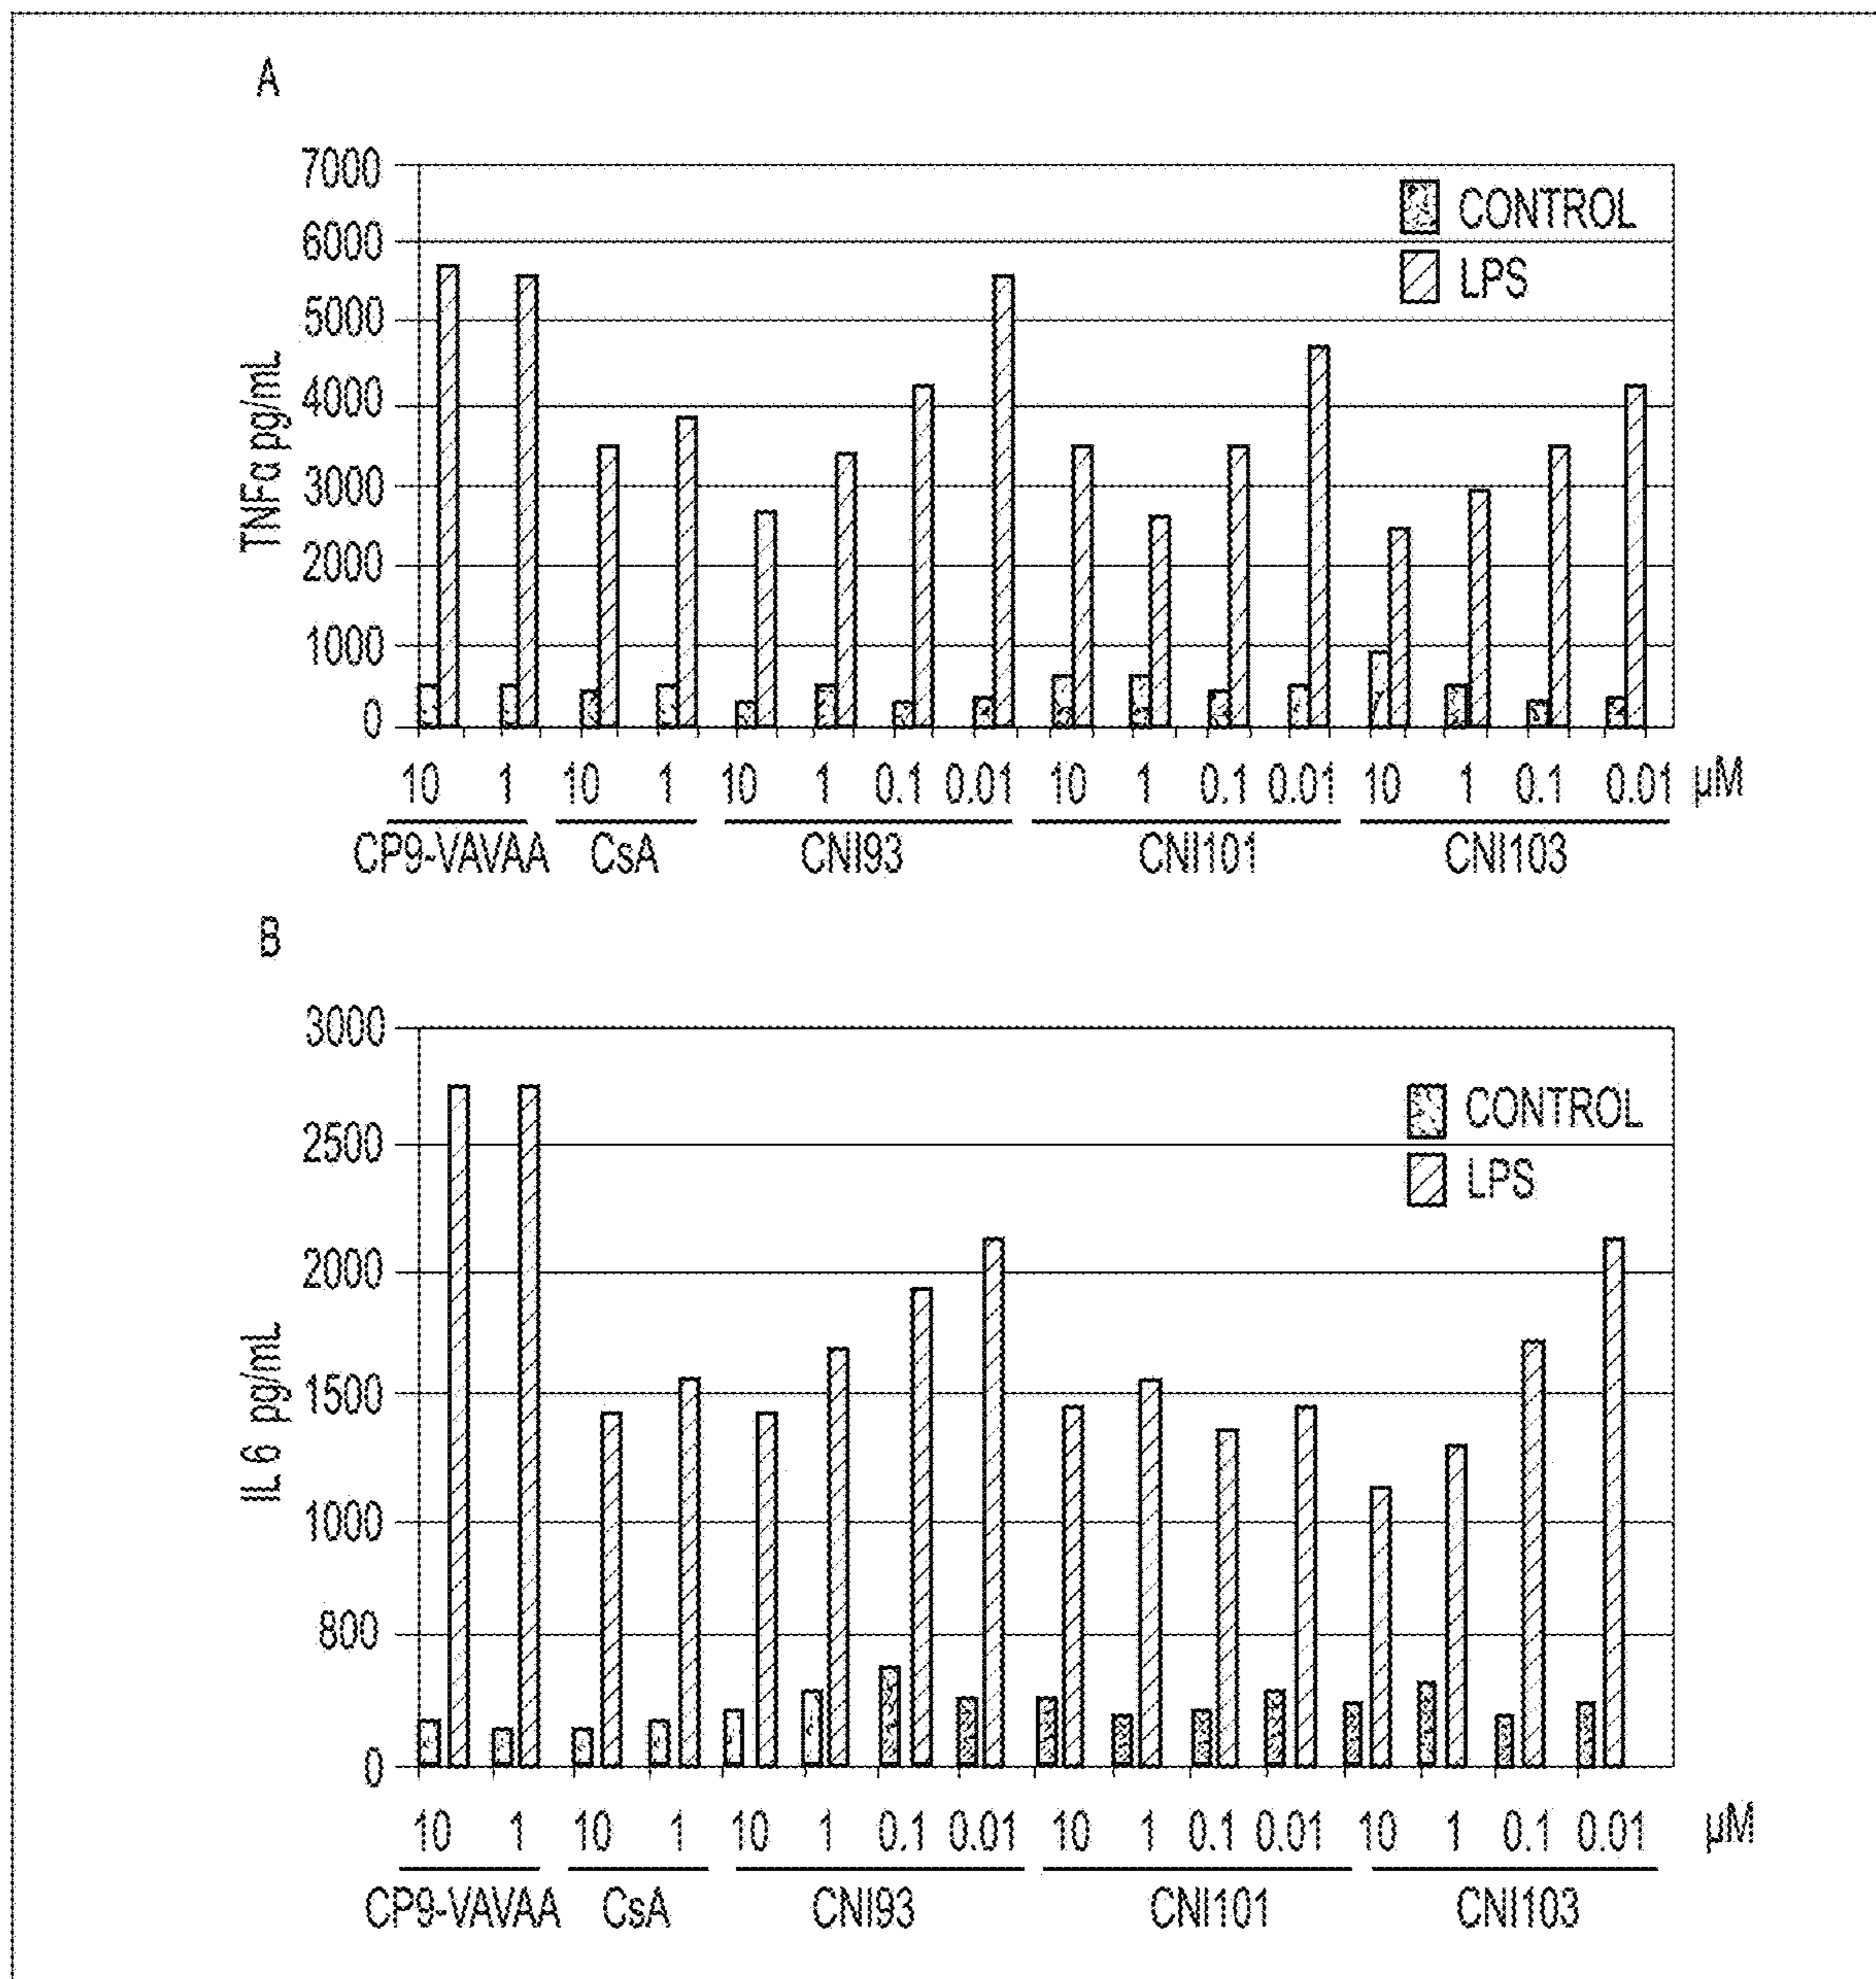 A
7000
6000
5000
4000
3000
2000
1000
0
TNFα pg/mL
CONTROL
LPS
10 1 10 1 10 1 0.1 0.01 10 1 0.1 0.01 10 1 0.1 0.01 μM
CP9-VAVAA CsA CNI93 CNI101 CNI103
B
3000
2500
2000
1500
1000
800
0
IL 6 pg/mL
CONTROL
LPS
10 1 10 1 10 1 0.1 0.01 10 1 0.1 0.01 10 1 0.1 0.01 μM
CP9-VAVAA CsA CNI93 CNI101 CNI103